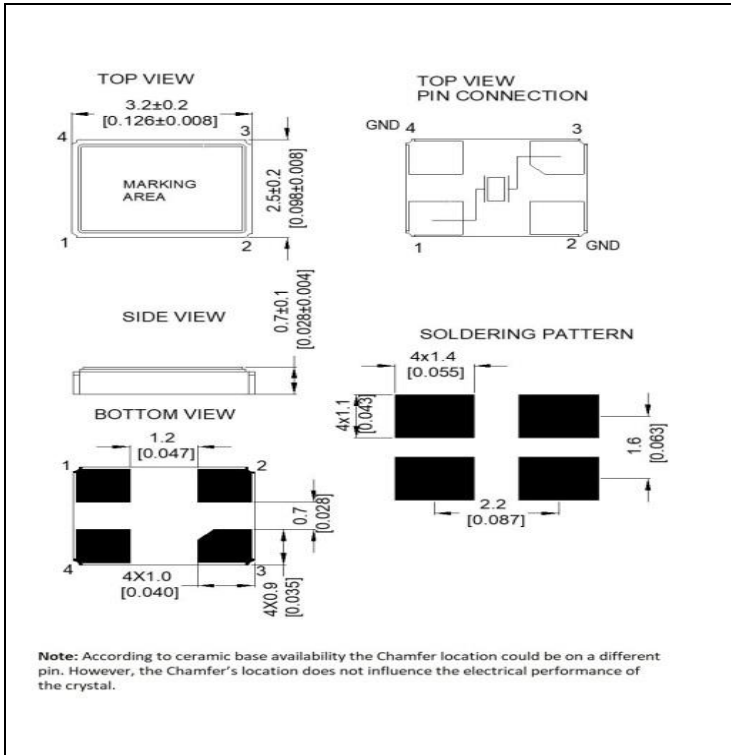 TOP VIEW
3.2±0.2
[0.126±0.008]
4
3
MARKING
AREA
2.5±0.2
[0.098±0.008]
1
2
TOP VIEW
PIN CONNECTION
GND 4
3
1
2 GND
SIDE VIEW
0.7±0.1
[0.028±0.004]
SOLDERING PATTERN
4x1.4
[0.055]
4x1.1
[0.043]
1.6
[0.063]
2.2
[0.087]
BOTTOM VIEW
1.2
[0.047]
1
2
0.7
[0.028]
4
3
4X1.0
[0.040]
4X0.9
[0.035]
Note: According to ceramic base availability the Chamfer location could be on a different
pin. However, the Chamfer's location does not influence the electrical performance of
the crystal.